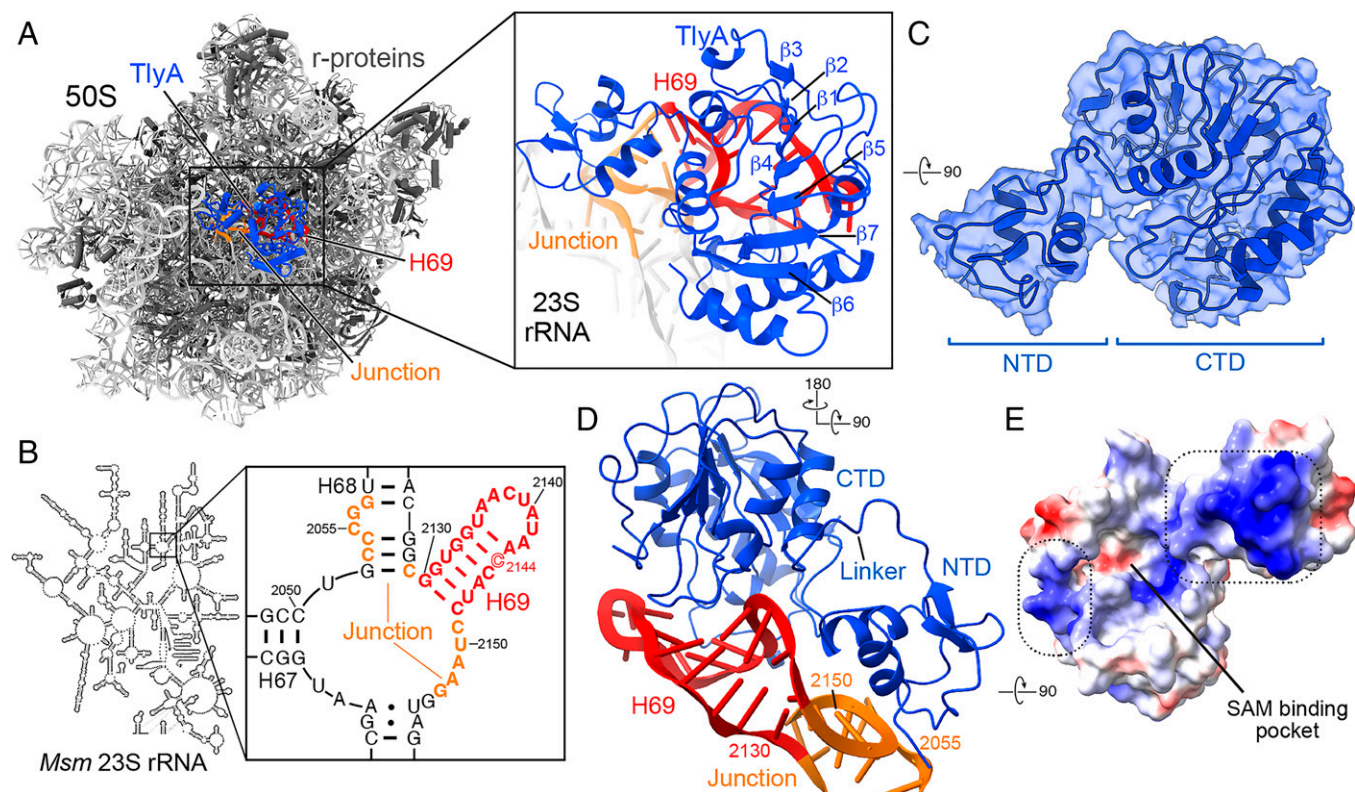 A
50S
TlyA
r-proteins
H69
Junction
TlyA
β3
β2
β1
H69
β4
β5
β7
β6
Junction
23S
rRNA
C
90
NTD
CTD
B
Msm 23S rRNA
H68
U
G
G
C
C
C
G
2055
A
C
G
G
C
2130
G
G
U
G
G
U
A
A
C
U
2140
A
U
A
A
C
2144
C
A
U
C
H69
C
U
2150
A
A
G
U
2050
GCC
CGG
H67
U
A
A
G
A
C
G
U
A
G
Junction
D
180
90
CTD
Linker
NTD
H69
2150
2130
2055
Junction
E
90
SAM binding
pocket